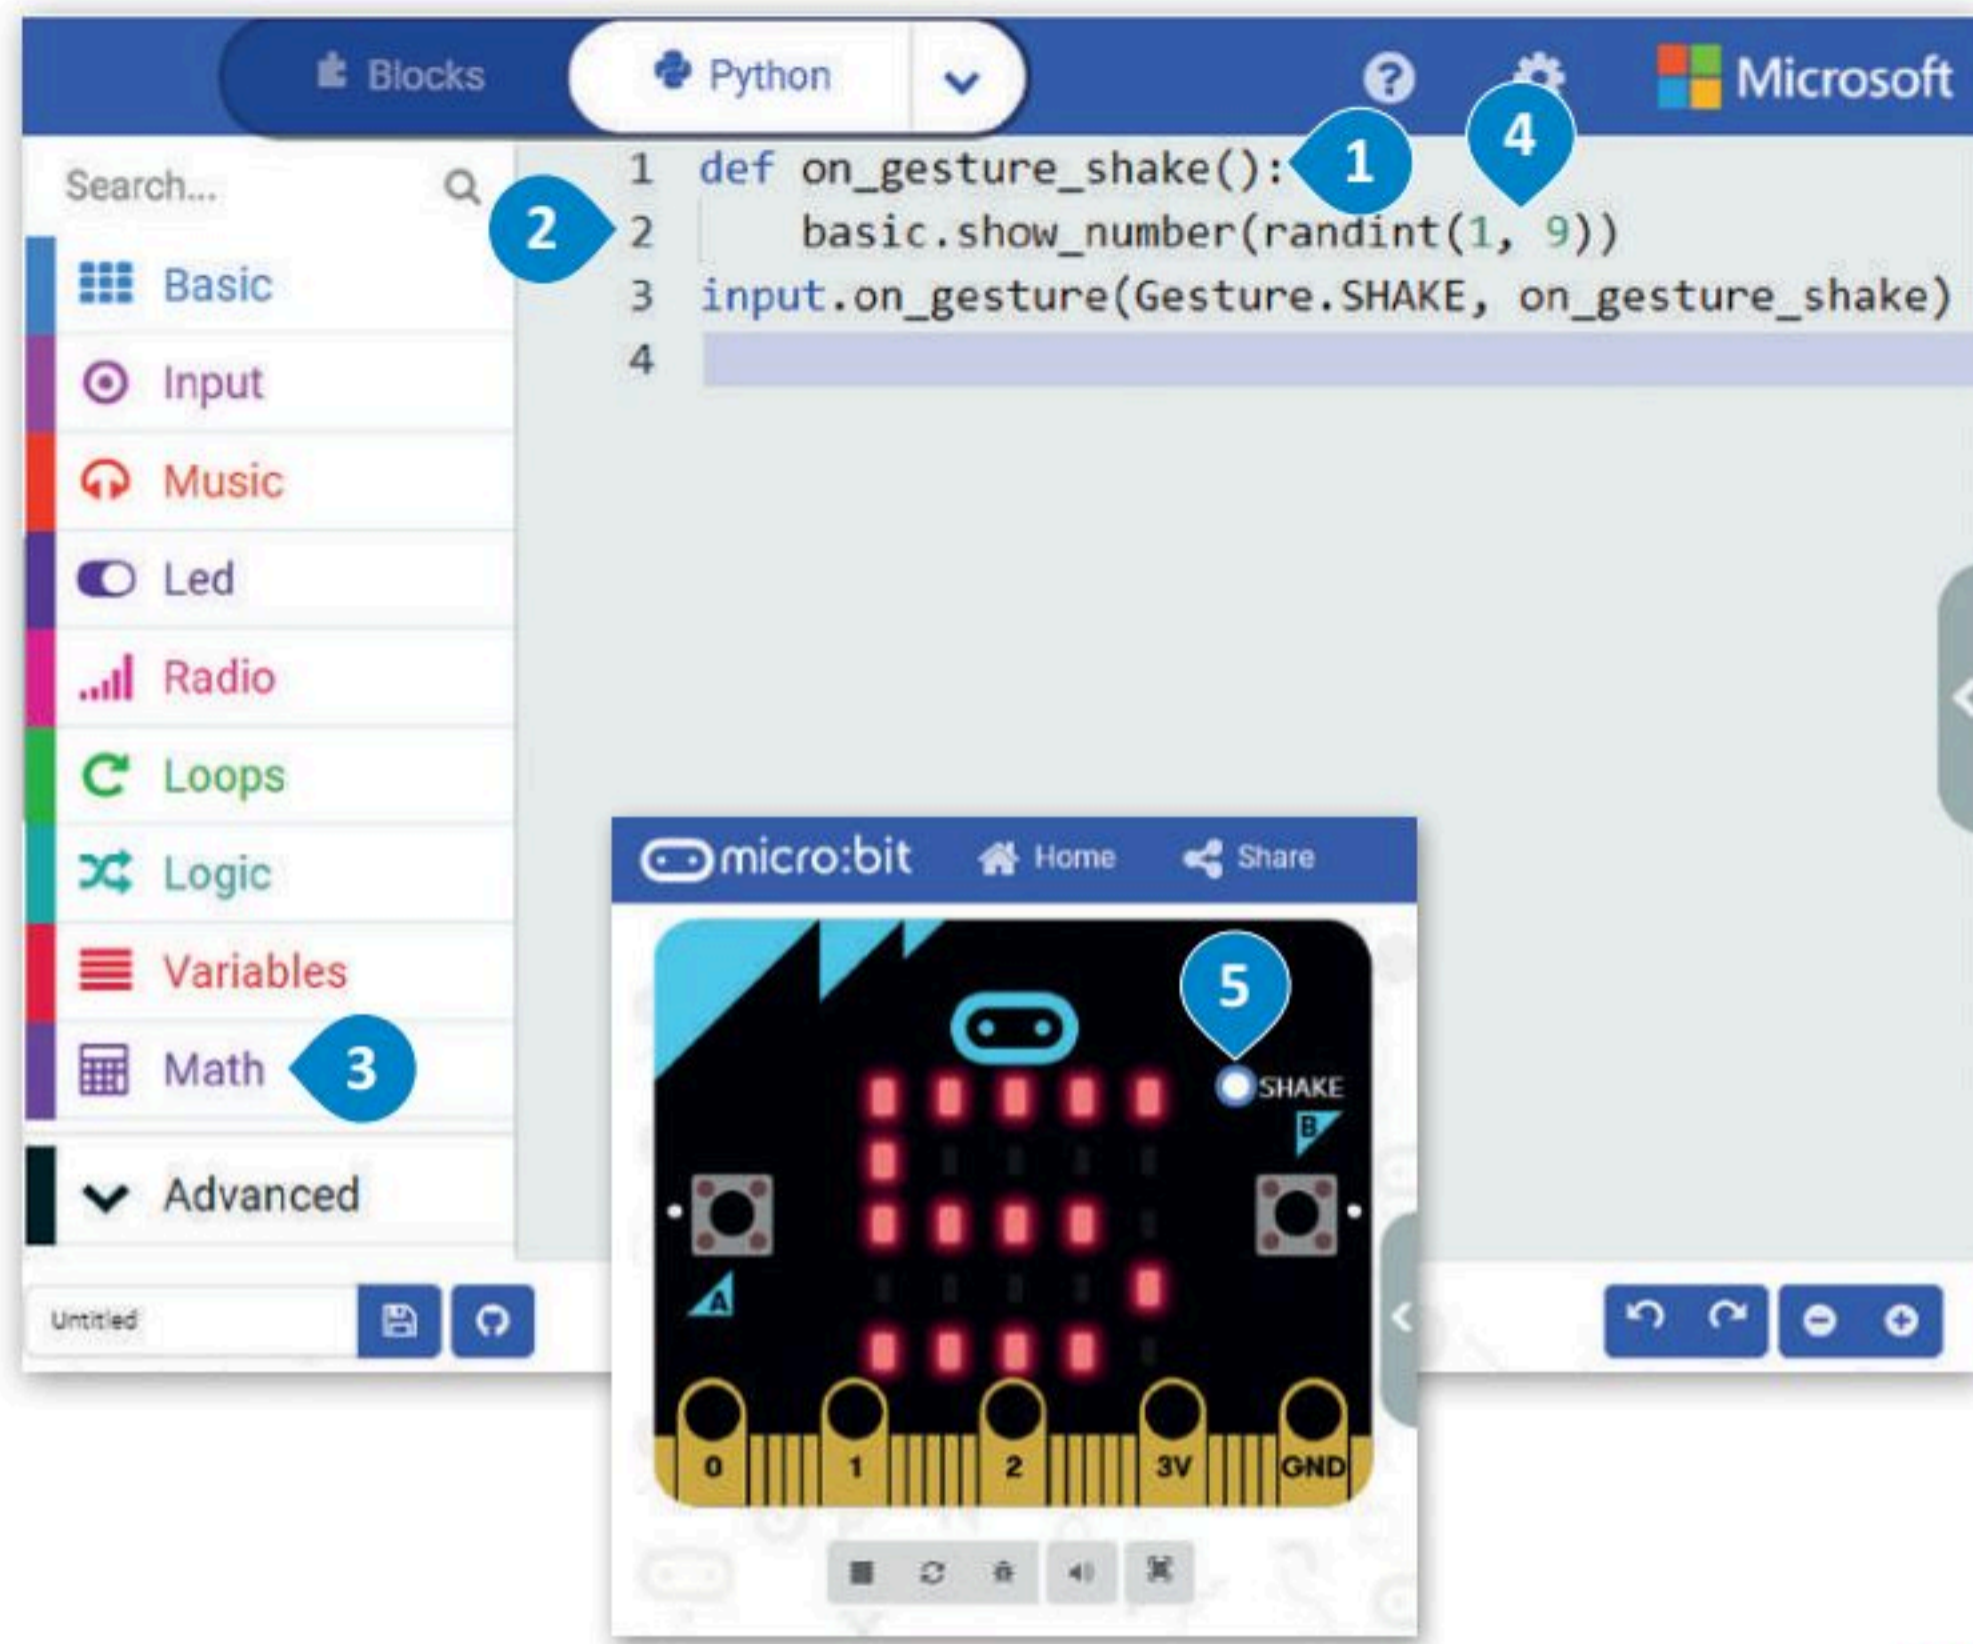 Blocks Python Microsoft
Search...
Basic
Input
Music
Led
Radio
Loops
Logic
Variables
Math 3
Advanced
Untitled
1 def on_gesture_shake(): 1
2 2 basic.show_number(randint(1, 9)) 4
3 input.on_gesture(Gesture.SHAKE, on_gesture_shake)
4
micro:bit Home Share
5
SHAKE
B
A
0 1 2 3V GND